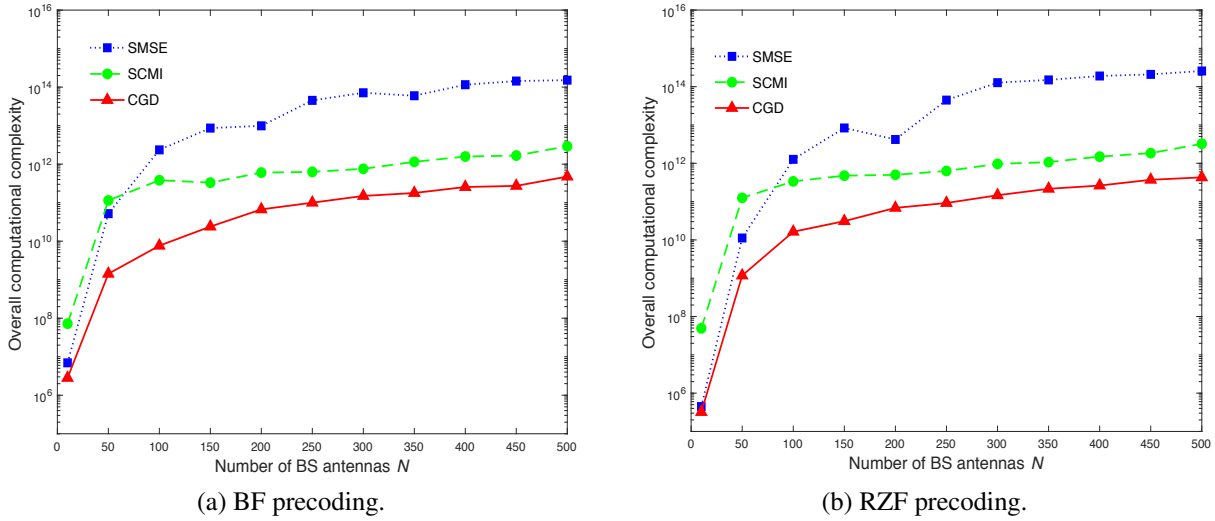 10^16
10^14
10^12
10^10
10^8
10^6
Overall computational complexity
SMSE
SCMI
CGD
0 50 100 150 200 250 300 350 400 450 500
Number of BS antennas N
(a) BF precoding.
10^16
10^14
10^12
10^10
10^8
10^6
Overall computational complexity
SMSE
SCMI
CGD
0 50 100 150 200 250 300 350 400 450 500
Number of BS antennas N
(b) RZF precoding.